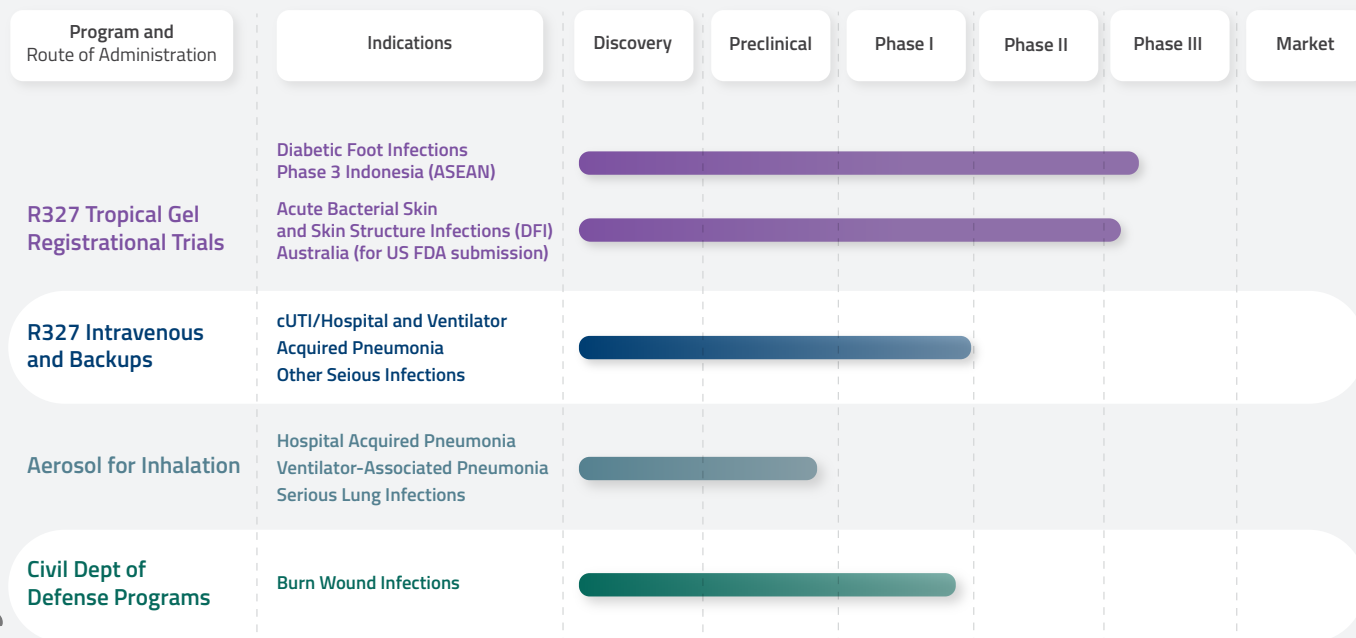 Program and
Route of Administration
Indications
Discovery
Preclinical
Phase I
Phase II
Phase III
Market
R327 Tropical Gel
Registrational Trials
Diabetic Foot Infections
Phase 3 Indonesia (ASEAN)
Acute Bacterial Skin
and Skin Structure Infections (DFI)
Australia (for US FDA submission)
R327 Intravenous
and Backups
cUTI/Hospital and Ventilator
Acquired Pneumonia
Other Seious Infections
Aerosol for Inhalation
Hospital Acquired Pneumonia
Ventilator-Associated Pneumonia
Serious Lung Infections
Civil Dept of
Defense Programs
Burn Wound Infections